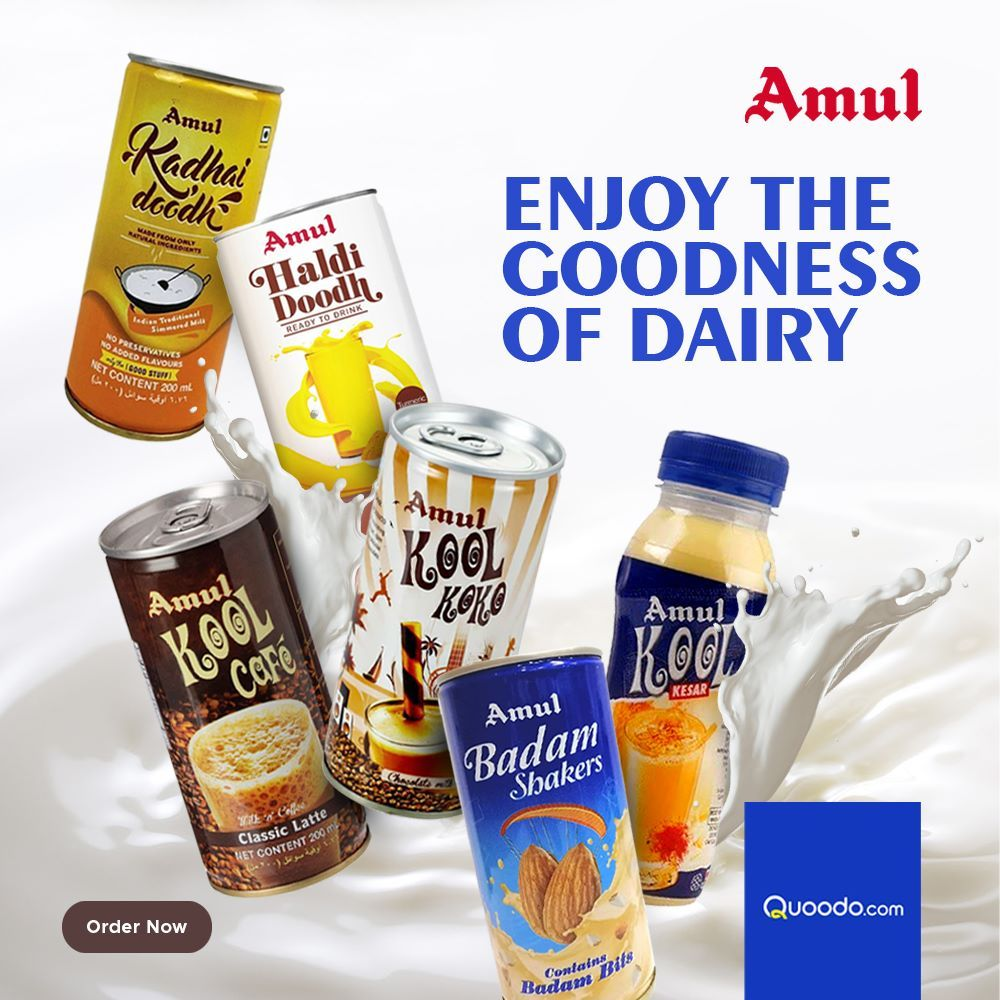 Amul
ENJOY THE
GOODNESS
OF DAIRY
Amul
Kadhai
doodh
MADE FROM ONLY
NATURAL INGREDIENTS
Indian Traditional
Simmered Milk
NO PRESERVATIVES
NO ADDED FLAVOURS
(GOOD STUFF)
NET CONTENT 200 mL
Amul
Haldi
Doodh
READY TO DRINK
Turmeric
Amul
KOOL
KOKO
Amul
KOOL
café
Milk 'n' Coffee
Classic Latte
NET CONTENT 200 m
Amul
KOOL
KESAR
Amul
Badam
Shakers
Contains
Badam Bits
Order Now
Quoodo.com